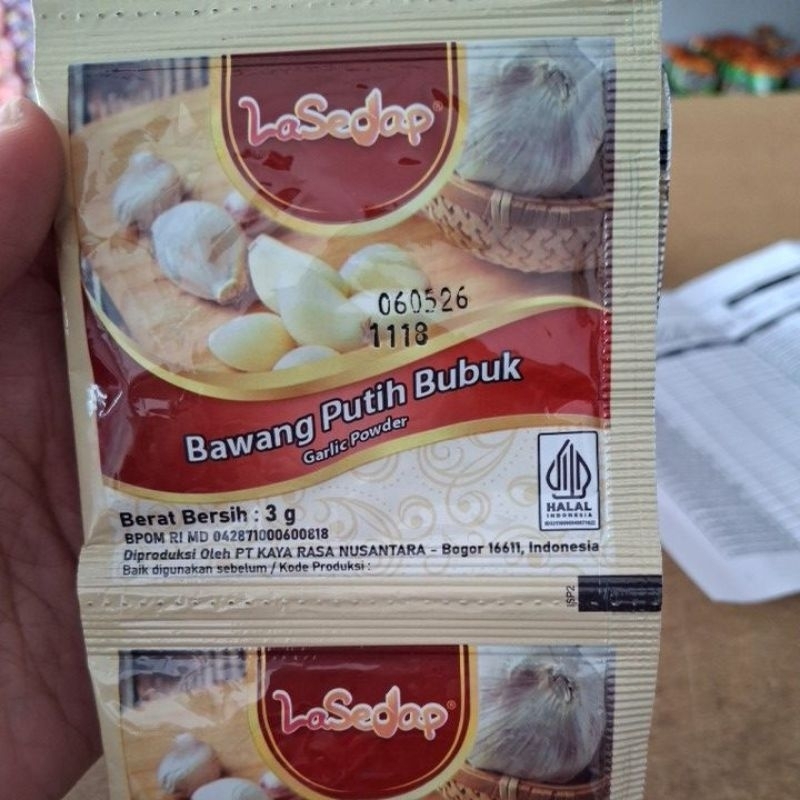 LaSedap®
060526
1118
Bawang Putih Bubuk
Garlic Powder
HALAL
INDONESIA
Berat Bersih : 3 g
BPOM RI MD 042871000600818
Diproduksi Oleh PT KAYA RASA NUSANTARA - Bogor 16611, Indonesia
Baik digunakan sebelum / Kode Produksi :
ISP2
LaSedap®